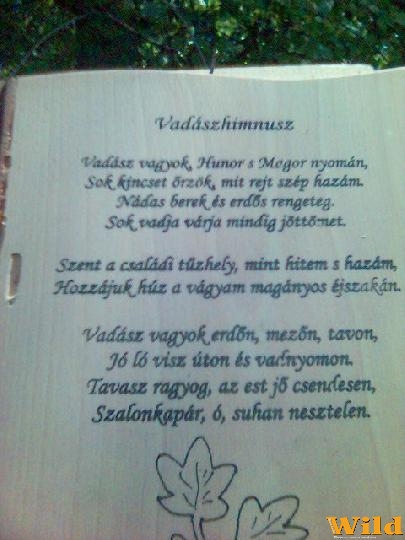 Vadászhimnusz
Vadász vagyok, Hunor s Mogor nyomán,
Sok kincset őrzök, mit rejt szép hazám.
Nádas berek és erdős rengeteg.
Sok vadja várja mindig jöttömet.
Szent a családi tűzhely, mint hitem s hazám,
Hozzájuk húz a vágyam magányos éjszakán.
Vadász vagyok erdőn, mezőn, tavon,
Jó ló visz úton és vadnyomon.
Tavasz ragyog, az est jő csendesen,
Szalonkapár, ó, suhan nesztelen.
Wild